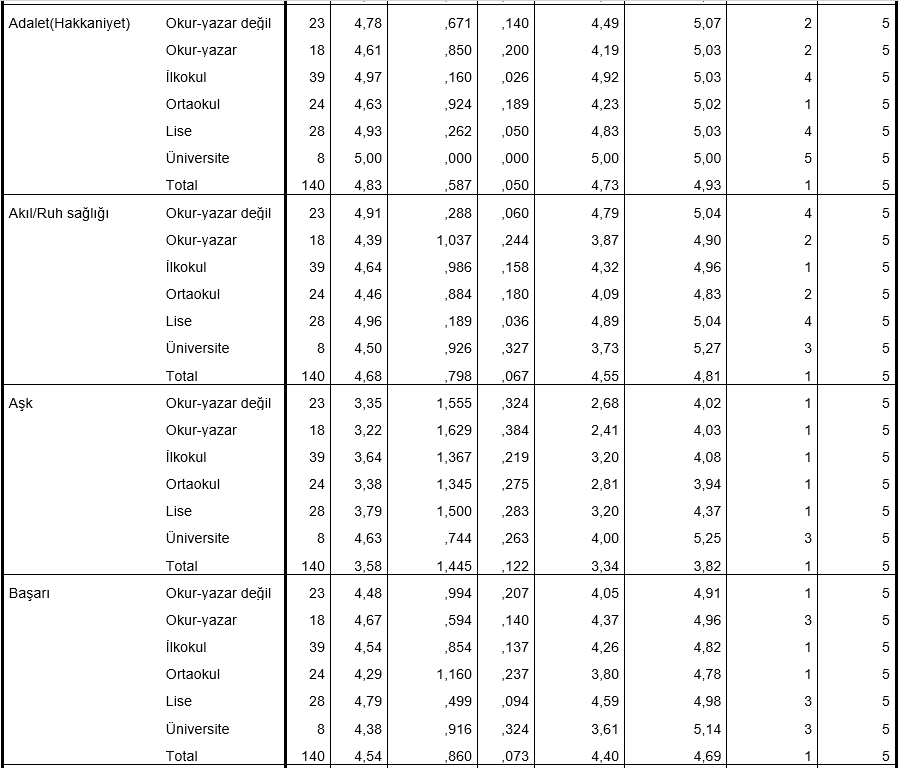 Adalet(Hakkaniyet) Okur-yazar değil 23 4,78 ,671 ,140 4,49 5,07 2 5
Okur-yazar 18 4,61 ,850 ,200 4,19 5,03 2 5
İlkokul 39 4,97 ,160 ,026 4,92 5,03 4 5
Ortaokul 24 4,63 ,924 ,189 4,23 5,02 1 5
Lise 28 4,93 ,262 ,050 4,83 5,03 4 5
Üniversite 8 5,00 ,000 ,000 5,00 5,00 5 5
Total 140 4,83 ,587 ,050 4,73 4,93 1 5
Akıl/Ruh sağlığı Okur-yazar değil 23 4,91 ,288 ,060 4,79 5,04 4 5
Okur-yazar 18 4,39 1,037 ,244 3,87 4,90 2 5
İlkokul 39 4,64 ,986 ,158 4,32 4,96 1 5
Ortaokul 24 4,46 ,884 ,180 4,09 4,83 2 5
Lise 28 4,96 ,189 ,036 4,89 5,04 4 5
Üniversite 8 4,50 ,926 ,327 3,73 5,27 3 5
Total 140 4,68 ,798 ,067 4,55 4,81 1 5
Aşk Okur-yazar değil 23 3,35 1,555 ,324 2,68 4,02 1 5
Okur-yazar 18 3,22 1,629 ,384 2,41 4,03 1 5
İlkokul 39 3,64 1,367 ,219 3,20 4,08 1 5
Ortaokul 24 3,38 1,345 ,275 2,81 3,94 1 5
Lise 28 3,79 1,500 ,283 3,20 4,37 1 5
Üniversite 8 4,63 ,744 ,263 4,00 5,25 3 5
Total 140 3,58 1,445 ,122 3,34 3,82 1 5
Başarı Okur-yazar değil 23 4,48 ,994 ,207 4,05 4,91 1 5
Okur-yazar 18 4,67 ,594 ,140 4,37 4,96 3 5
İlkokul 39 4,54 ,854 ,137 4,26 4,82 1 5
Ortaokul 24 4,29 1,160 ,237 3,80 4,78 1 5
Lise 28 4,79 ,499 ,094 4,59 4,98 3 5
Üniversite 8 4,38 ,916 ,324 3,61 5,14 3 5
Total 140 4,54 ,860 ,073 4,40 4,69 1 5